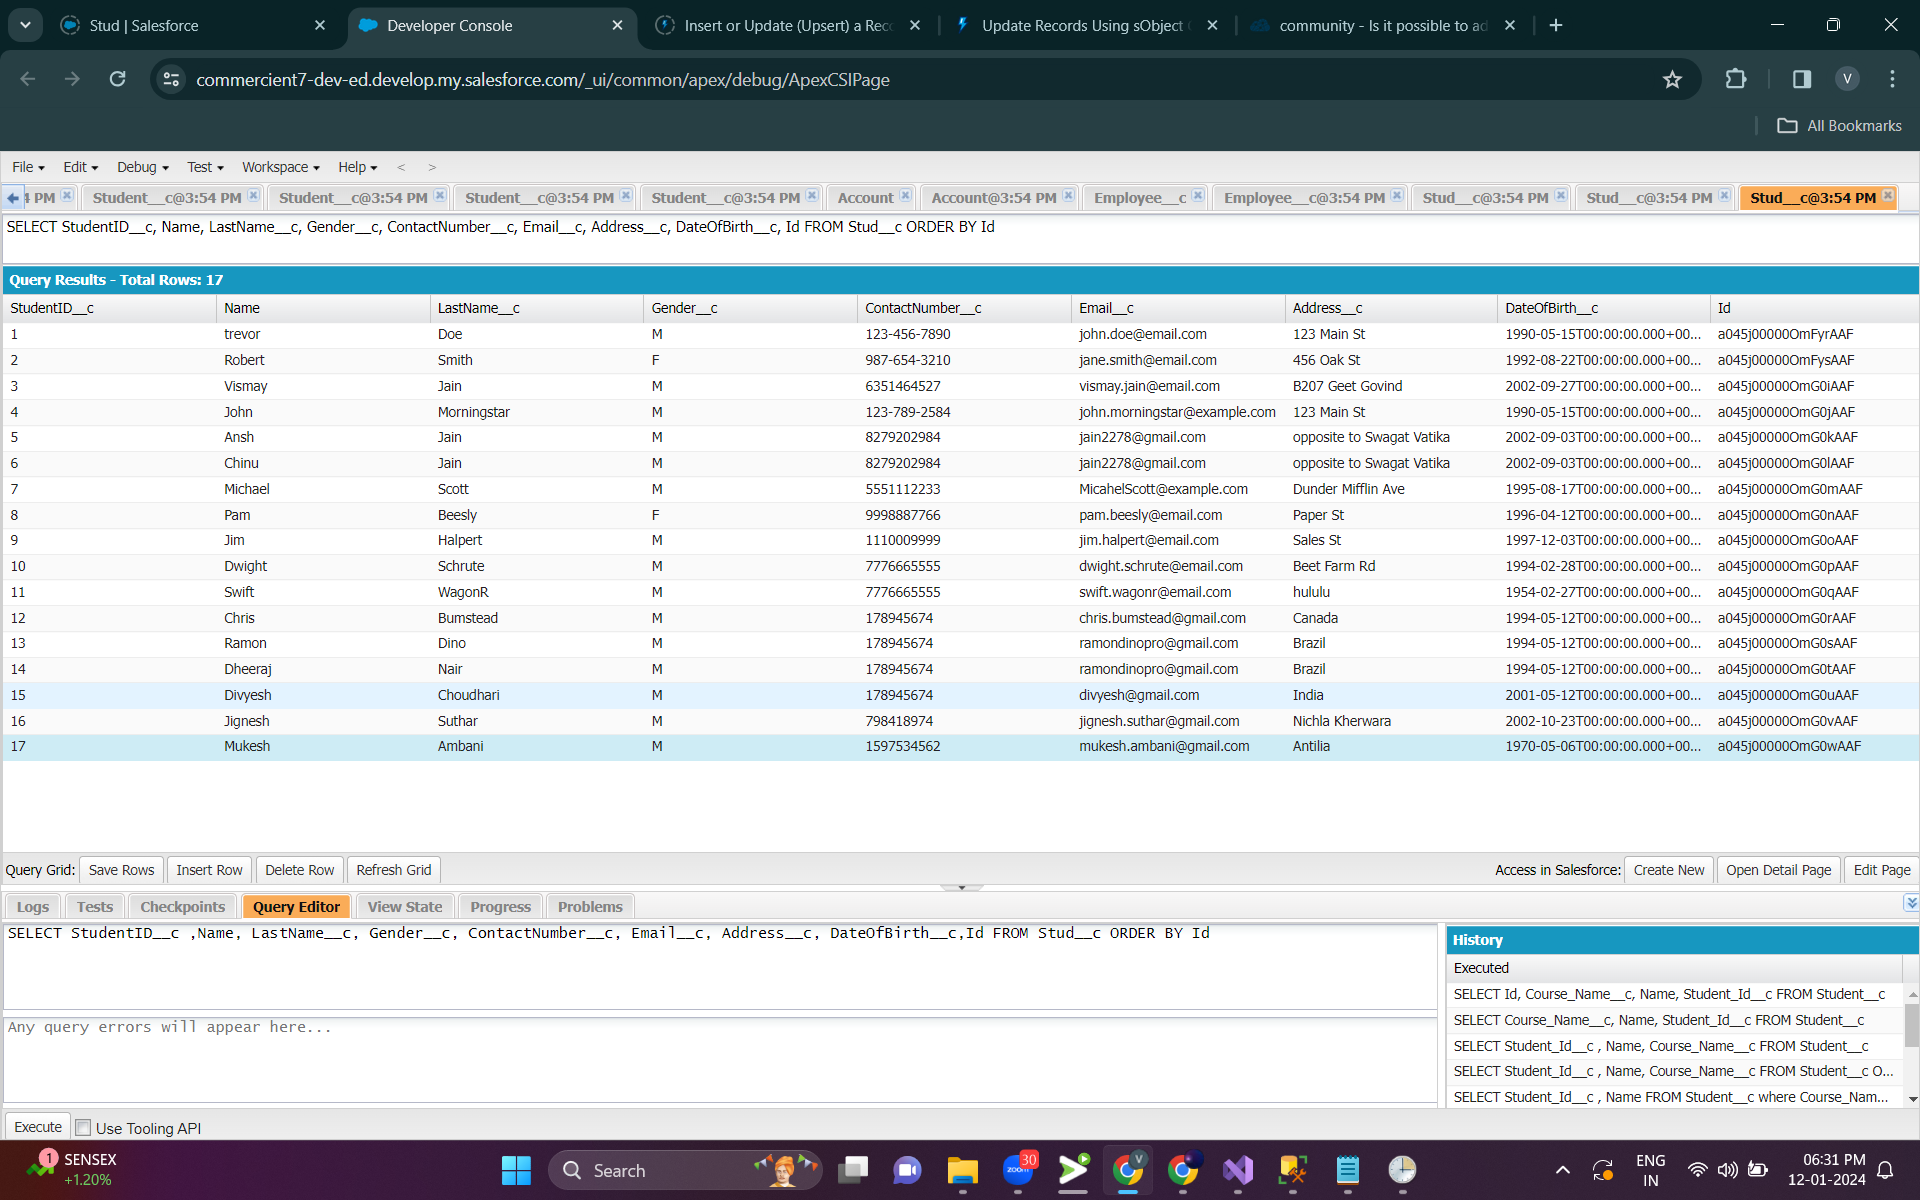 Stud | Salesforce
Developer Console
Insert or Update (Upsert) a Rec
Update Records Using sObject
community - Is it possible to ad
commercient7-dev-ed.develop.my.salesforce.com/_ui/common/apex/debug/ApexCSIPage
V
All Bookmarks
File Edit Debug Test Workspace Help < >
4 PM Student__c@3:54 PM Student__c@3:54 PM Student__c@3:54 PM Student__c@3:54 PM Account Account@3:54 PM Employee__c Employee__c@3:54 PM Stud__c@3:54 PM Stud__c@3:54 PM Stud__c@3:54 PM
SELECT StudentID__c, Name, LastName__c, Gender__c, ContactNumber__c, Email__c, Address__c, DateOfBirth__c, Id FROM Stud__c ORDER BY Id
Query Results - Total Rows: 17
StudentID__c Name LastName__c Gender__c ContactNumber__c Email__c Address__c DateOfBirth__c Id
1 trevor Doe M 123-456-7890 john.doe@email.com 123 Main St 1990-05-15T00:00:00.000+00... a045j00000OmFyrAAF
2 Robert Smith F 987-654-3210 jane.smith@email.com 456 Oak St 1992-08-22T00:00:00.000+00... a045j00000OmFysAAF
3 Vismay Jain M 6351464527 vismay.jain@email.com B207 Geet Govind 2002-09-27T00:00:00.000+00... a045j00000OmG0iAAF
4 John Morningstar M 123-789-2584 john.morningstar@example.com 123 Main St 1990-05-15T00:00:00.000+00... a045j00000OmG0jAAF
5 Ansh Jain M 8279202984 jain2278@gmail.com opposite to Swagat Vatika 2002-09-03T00:00:00.000+00... a045j00000OmG0kAAF
6 Chinu Jain M 8279202984 jain2278@gmail.com opposite to Swagat Vatika 2002-09-03T00:00:00.000+00... a045j00000OmG0lAAF
7 Michael Scott M 5551112233 MicahelScott@example.com Dunder Mifflin Ave 1995-08-17T00:00:00.000+00... a045j00000OmG0mAAF
8 Pam Beesly F 9998887766 pam.beesly@email.com Paper St 1996-04-12T00:00:00.000+00... a045j00000OmG0nAAF
9 Jim Halpert M 1110009999 jim.halpert@email.com Sales St 1997-12-03T00:00:00.000+00... a045j00000OmG0oAAF
10 Dwight Schrute M 7776665555 dwight.schrute@email.com Beet Farm Rd 1994-02-28T00:00:00.000+00... a045j00000OmG0pAAF
11 Swift WagonR M 7776665555 swift.wagonr@email.com hululu 1954-02-27T00:00:00.000+00... a045j00000OmG0qAAF
12 Chris Bumstead M 178945674 chris.bumstead@gmail.com Canada 1994-05-12T00:00:00.000+00... a045j00000OmG0rAAF
13 Ramon Dino M 178945674 ramondinopro@gmail.com Brazil 1994-05-12T00:00:00.000+00... a045j00000OmG0sAAF
14 Dheeraj Nair M 178945674 ramondinopro@gmail.com Brazil 1994-05-12T00:00:00.000+00... a045j00000OmG0tAAF
15 Divyesh Choudhari M 178945674 divyesh@gmail.com India 2001-05-12T00:00:00.000+00... a045j00000OmG0uAAF
16 Jignesh Suthar M 798418974 jignesh.suthar@gmail.com Nichla Kherwara 2002-10-23T00:00:00.000+00... a045j00000OmG0vAAF
17 Mukesh Ambani M 1597534562 mukesh.ambani@gmail.com Antilia 1970-05-06T00:00:00.000+00... a045j00000OmG0wAAF
Query Grid: Save Rows Insert Row Delete Row Refresh Grid Access in Salesforce: Create New Open Detail Page Edit Page
Logs Tests Checkpoints Query Editor View State Progress Problems
SELECT StudentID__c ,Name, LastName__c, Gender__c, ContactNumber__c, Email__c, Address__c, DateOfBirth__c,Id FROM Stud__c ORDER BY Id
Any query errors will appear here...
History
Executed
SELECT Id, Course_Name__c, Name, Student_Id__c FROM Student__c
SELECT Course_Name__c, Name, Student_Id__c FROM Student__c
SELECT Student_Id__c , Name, Course_Name__c FROM Student__c
SELECT Student_Id__c , Name, Course_Name__c FROM Student__c O...
SELECT Student_Id__c , Name FROM Student__c where Course_Nam...
Execute Use Tooling API
1
SENSEX
+1.20%
Search
zoom
30
V
ENG
IN
06:31 PM
12-01-2024